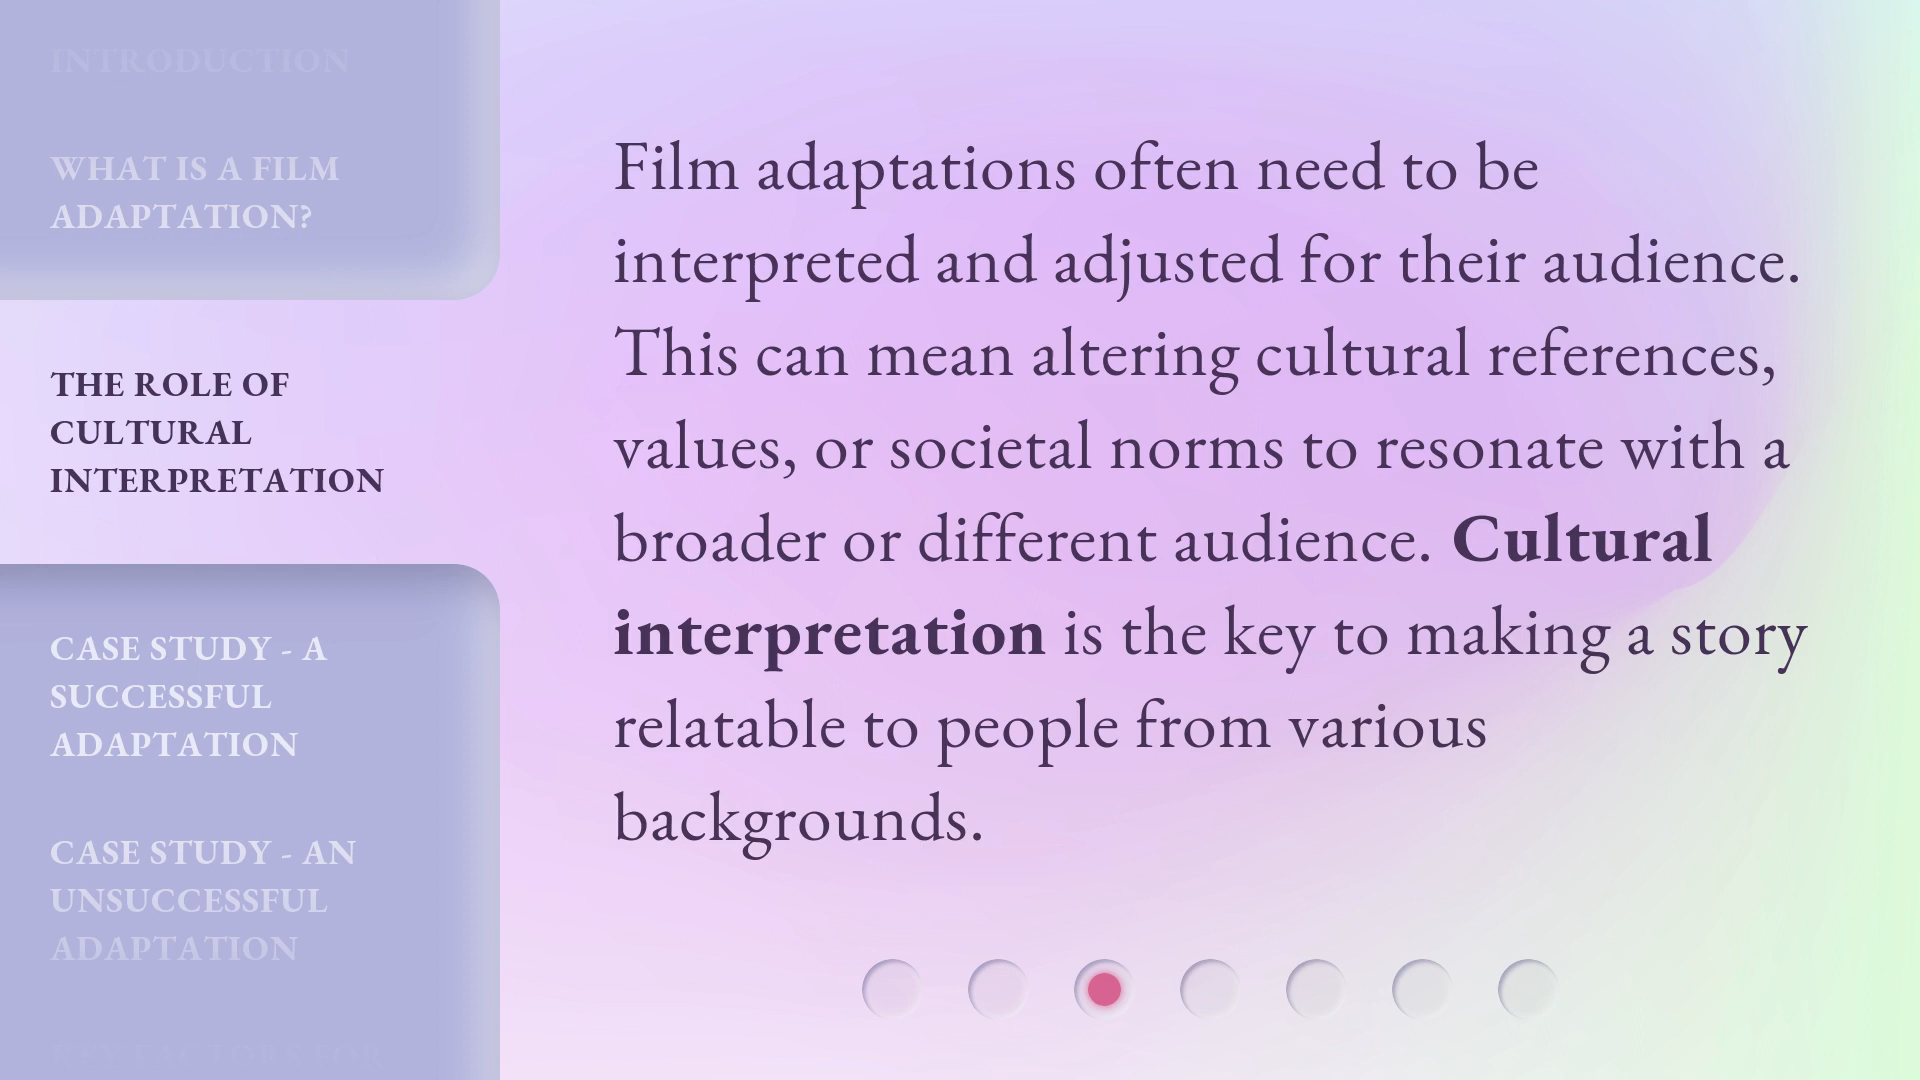 INTRODUCTION
WHAT IS A FILM
ADAPTATION?
THE ROLE OF
CULTURAL
INTERPRETATION
CASE STUDY - A
SUCCESSFUL
ADAPTATION
CASE STUDY - AN
UNSUCCESSFUL
ADAPTATION
Film adaptations often need to be
interpreted and adjusted for their audience.
This can mean altering cultural references,
values, or societal norms to resonate with a
broader or different audience. Cultural
interpretation is the key to making a story
relatable to people from various
backgrounds.